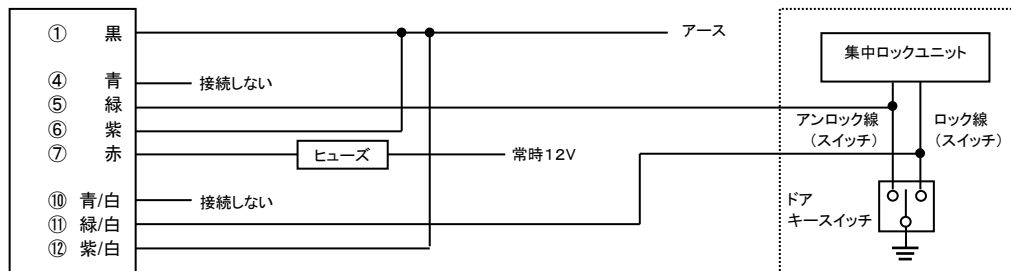 ① 黒
アース
④ 青
接続しない
⑤ 緑
⑥ 紫
⑦ 赤
ヒューズ
常時12V
⑩ 青/白
接続しない
⑪ 緑/白
⑫ 紫/白
集中ロックユニット
アンロック線
(スイッチ)
ロック線
(スイッチ)
ドア
キースイッチ